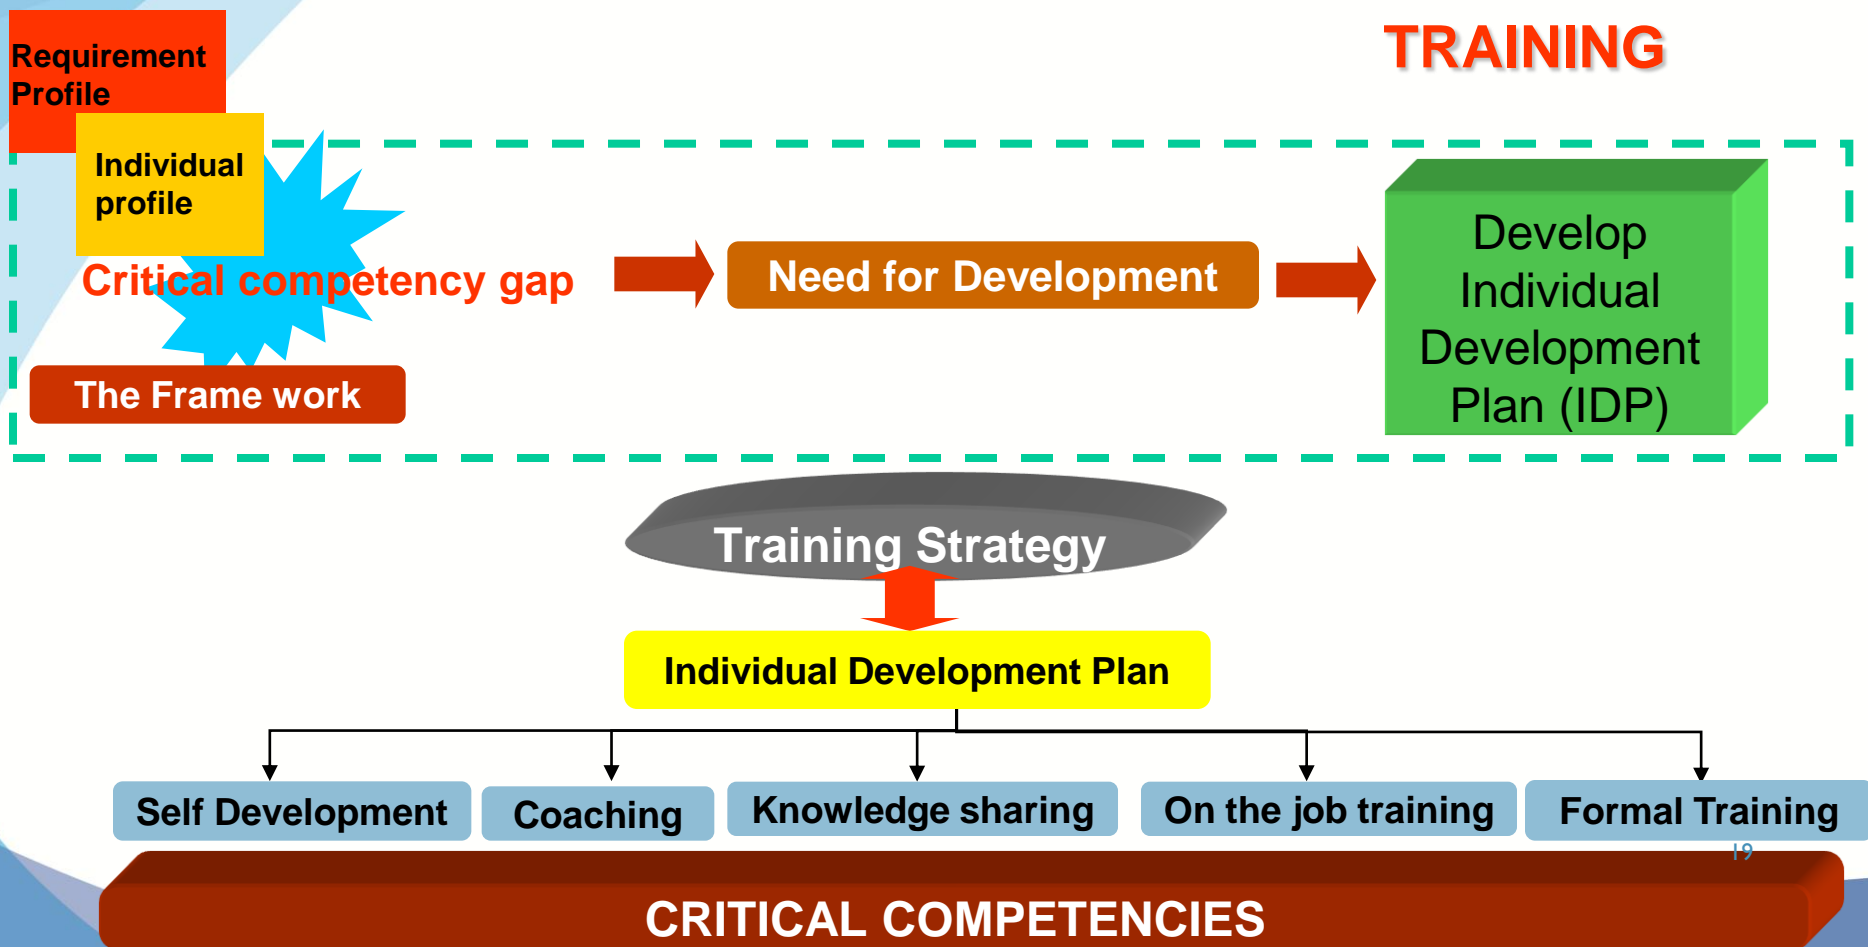 TRAINING
Requirement
Profile
Individual
profile
Critical competency gap
Need for Development
Develop
Individual
Development
Plan (IDP)
The Frame work
Training Strategy
Individual Development Plan
Self Development
Coaching
Knowledge sharing
On the job training
Formal Training
19
CRITICAL COMPETENCIES